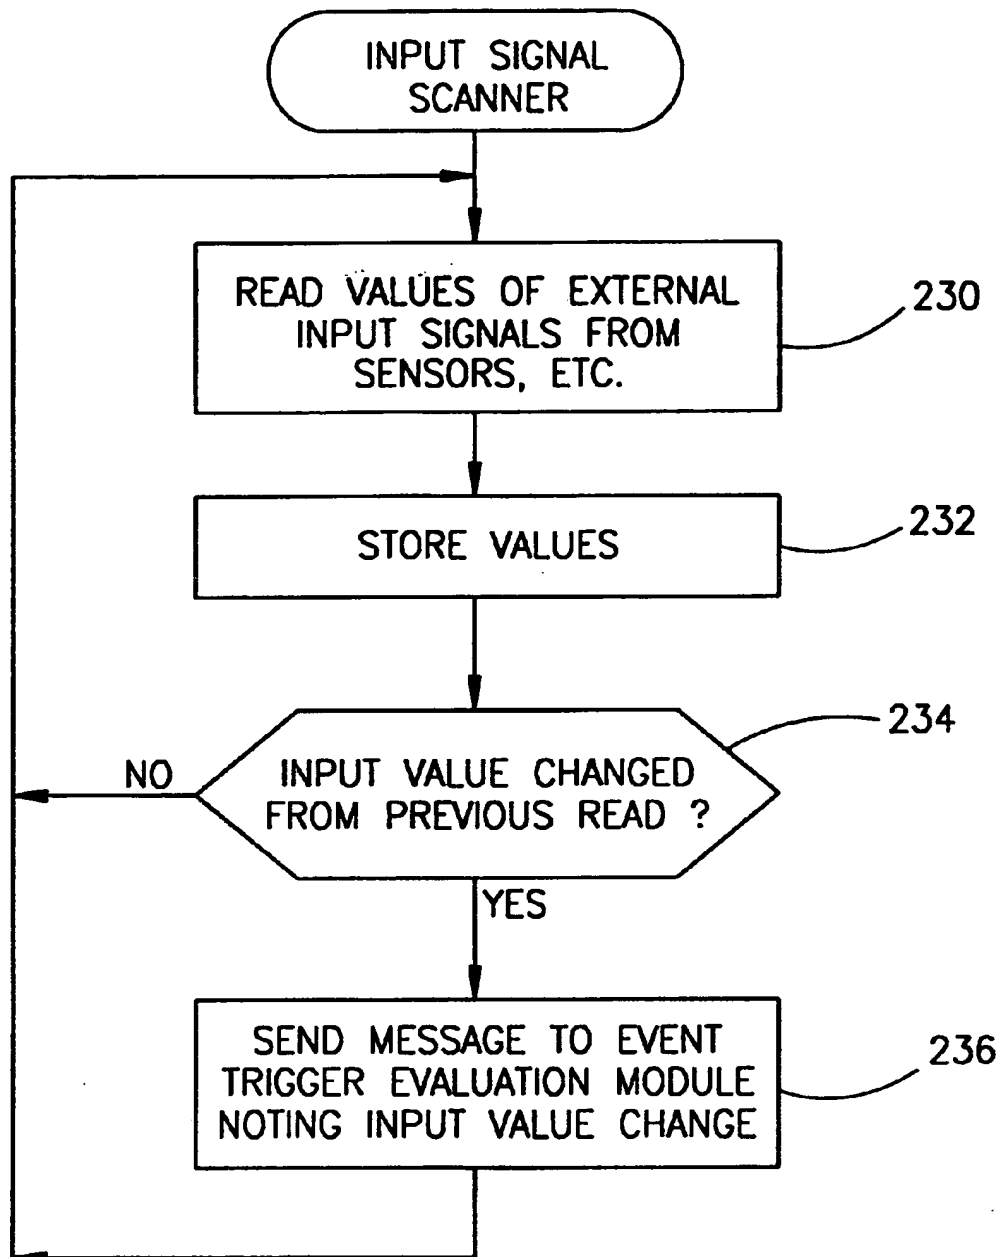 INPUT SIGNAL
SCANNER
READ VALUES OF EXTERNAL
INPUT SIGNALS FROM
SENSORS, ETC.
230
STORE VALUES
232
INPUT VALUE CHANGED
FROM PREVIOUS READ ?
234
NO
YES
SEND MESSAGE TO EVENT
TRIGGER EVALUATION MODULE
NOTING INPUT VALUE CHANGE
236